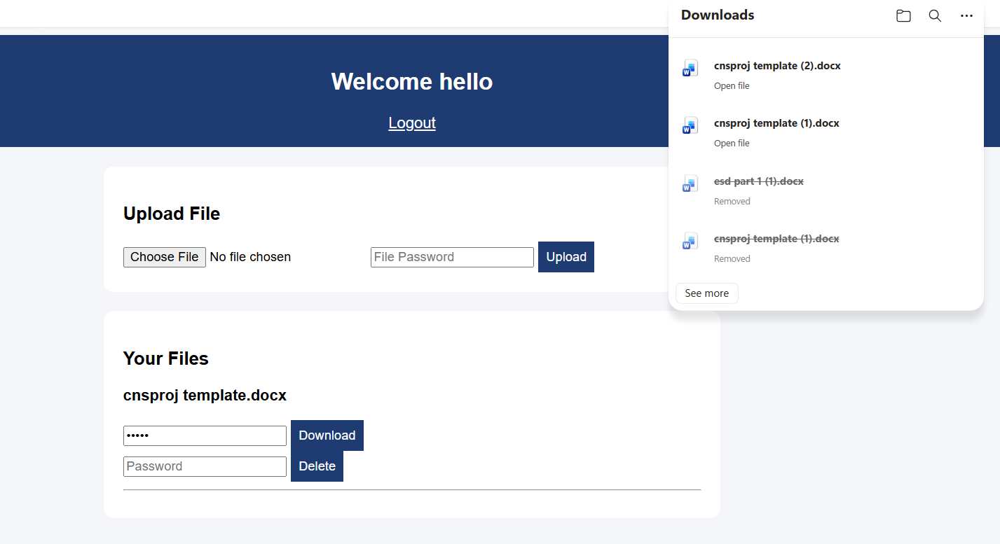 Downloads
Welcome hello
Logout
cnsproj template (2).docx
Open file
cnsproj template (1).docx
Open file
esd part 1 (1).docx
Removed
cnsproj template (1).docx
Removed
See more
Upload File
Choose File No file chosen File Password Upload
Your Files
cnsproj template.docx
••••• Download
Password Delete